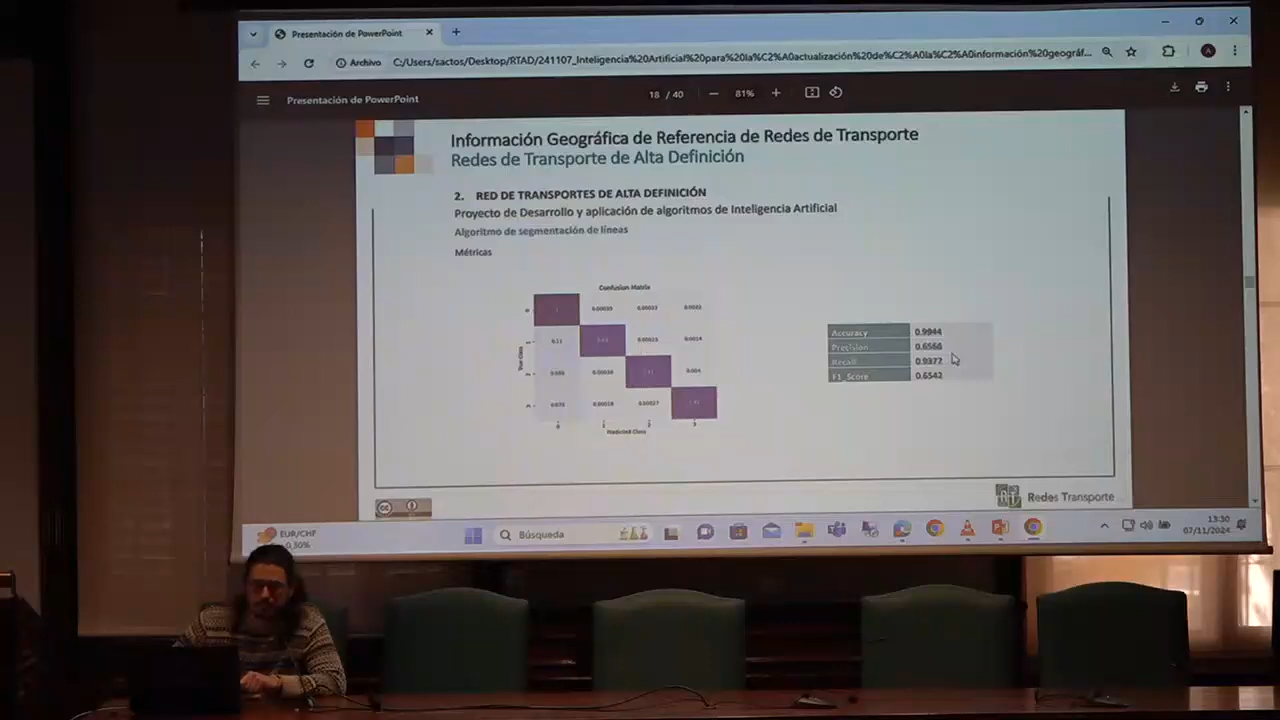 Presentación de PowerPoint
Archivo C:/Users/sactos/Desktop/RTAD/241107_Inteligencia%20Artificial%20para%20la%C2%A0actualización%20de%C2%A0la%C2%A0información%20geográf...
Presentación de PowerPoint
18 / 40
81%
Información Geográfica de Referencia de Redes de Transporte
Redes de Transporte de Alta Definición
2. RED DE TRANSPORTES DE ALTA DEFINICIÓN
Proyecto de Desarrollo y aplicación de algoritmos de Inteligencia Artificial
Algoritmo de segmentación de líneas
Métricas
Confusion Matrix
True Class
Predicted Class
Accuracy 0.9944
Precision 0.6566
Recall 0.9377
F1_Score 0.6542
Redes Transporte
EUR/CHF
0,30%
Búsqueda
13:30
07/11/2024